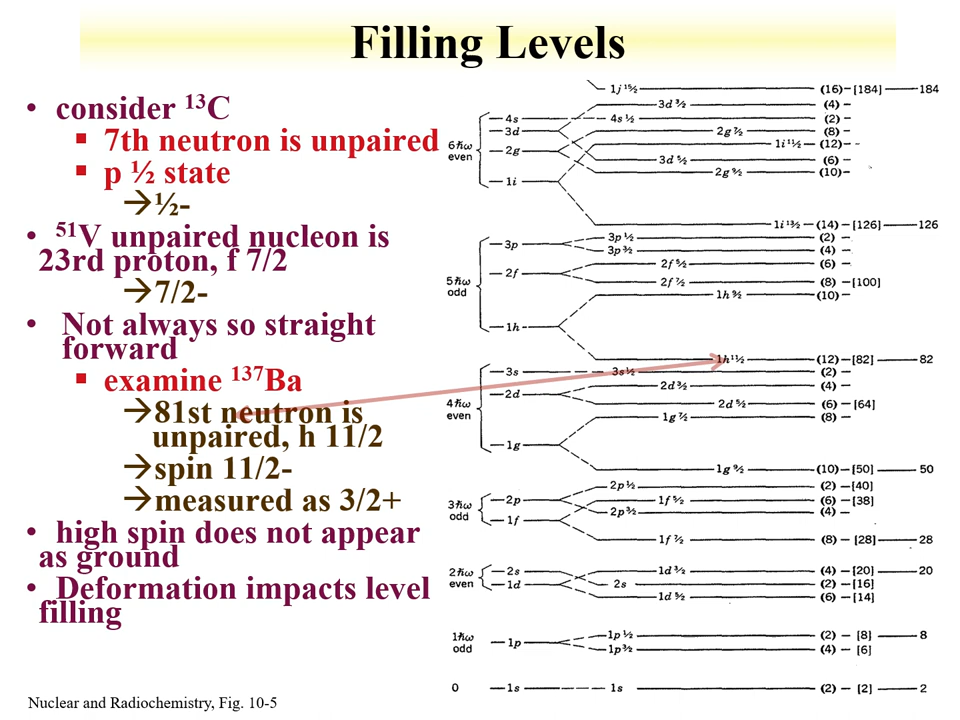 Filling Levels
• consider ¹³C
▪ 7th neutron is unpaired
▪ p ½ state
→½-
• ⁵¹V unpaired nucleon is
23rd proton, f 7/2
→7/2-
• Not always so straight
forward
▪ examine ¹³⁷Ba
→81st neutron is
unpaired, h 11/2
→spin 11/2-
→measured as 3/2+
• high spin does not appear
as ground
• Deformation impacts level
filling
Nuclear and Radiochemistry, Fig. 10-5
1j 15/2 (16) [184] 184
3d 3/2 (4)
4s 4s 1/2 (2)
3d 2g 7/2 (8)
6ħω even
2g 1i 11/2 (12)
3d 5/2 (6)
2g 9/2 (10)
1i
1i 13/2 (14) [126] 126
3p 3p 1/2 (2)
3p 3/2 (4)
2f 2f 5/2 (6)
5ħω odd
2f 7/2 (8) [100]
1h 9/2 (10)
1h
1h 11/2 (12) [82] 82
3s 3s 1/2 (2)
2d 2d 3/2 (4)
4ħω even
2d 5/2 (6) [64]
1g 7/2 (8)
1g
1g 9/2 (10) [50] 50
2p 2p 1/2 (2) [40]
3ħω odd
1f 5/2 (6) [38]
2p 3/2 (4)
1f
1f 7/2 (8) [28] 28
2ħω even
2s 1d 3/2 (4) [20] 20
1d 2s (2) [16]
1d 5/2 (6) [14]
1ħω odd
1p 1p 1/2 (2) [8] 8
1p 3/2 (4) [6]
0 1s 1s (2) [2] 2